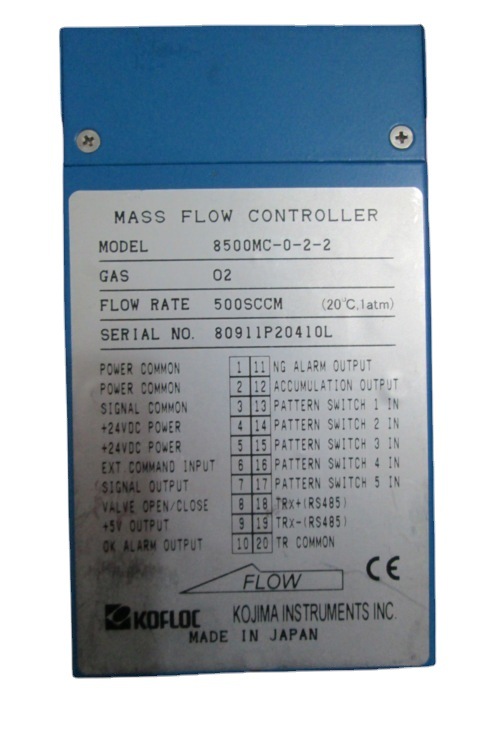 MASS FLOW CONTROLLER
MODEL 8500MC-0-2-2
GAS O2
FLOW RATE 500SCCM (20℃.1atm)
SERIAL NO. 80911P20410L
POWER COMMON 1 11 NG ALARM OUTPUT
POWER COMMON 2 12 ACCUMULATION OUTPUT
SIGNAL COMMON 3 13 PATTERN SWITCH 1 IN
+24VDC POWER 4 14 PATTERN SWITCH 2 IN
+24VDC POWER 5 15 PATTERN SWITCH 3 IN
EXT.COMMAND INPUT 6 16 PATTERN SWITCH 4 IN
SIGNAL OUTPUT 7 17 PATTERN SWITCH 5 IN
VALVE OPEN/CLOSE 8 18 TRx+(RS485)
+5V OUTPUT 9 19 TRx-(RS485)
OK ALARM OUTPUT 10 20 TR COMMON
FLOW CE
KOFLOC KOJIMA INSTRUMENTS INC.
MADE IN JAPAN